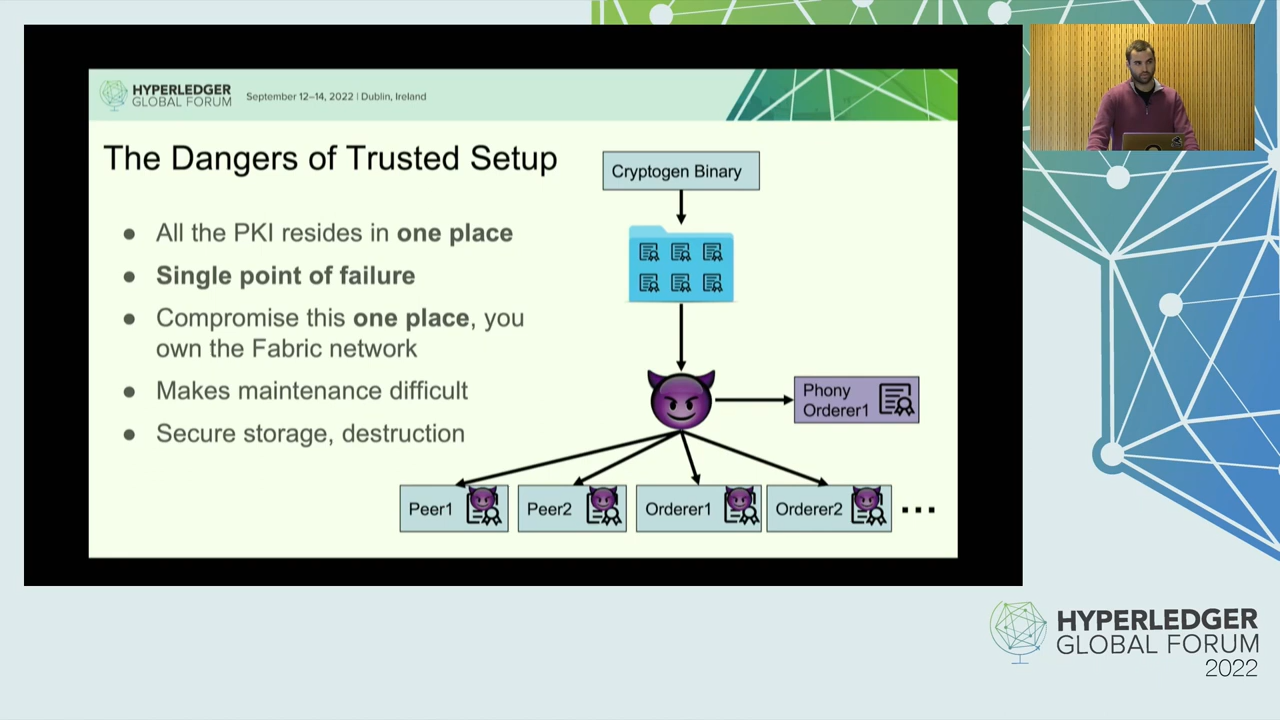 HYPERLEDGER
GLOBAL FORUM
September 12–14, 2022 | Dublin, Ireland
The Dangers of Trusted Setup
● All the PKI resides in one place
● Single point of failure
● Compromise this one place, you
own the Fabric network
● Makes maintenance difficult
● Secure storage, destruction
Cryptogen Binary
Phony
Orderer1
Peer1
Peer2
Orderer1
Orderer2
...
HYPERLEDGER
GLOBAL FORUM
2022